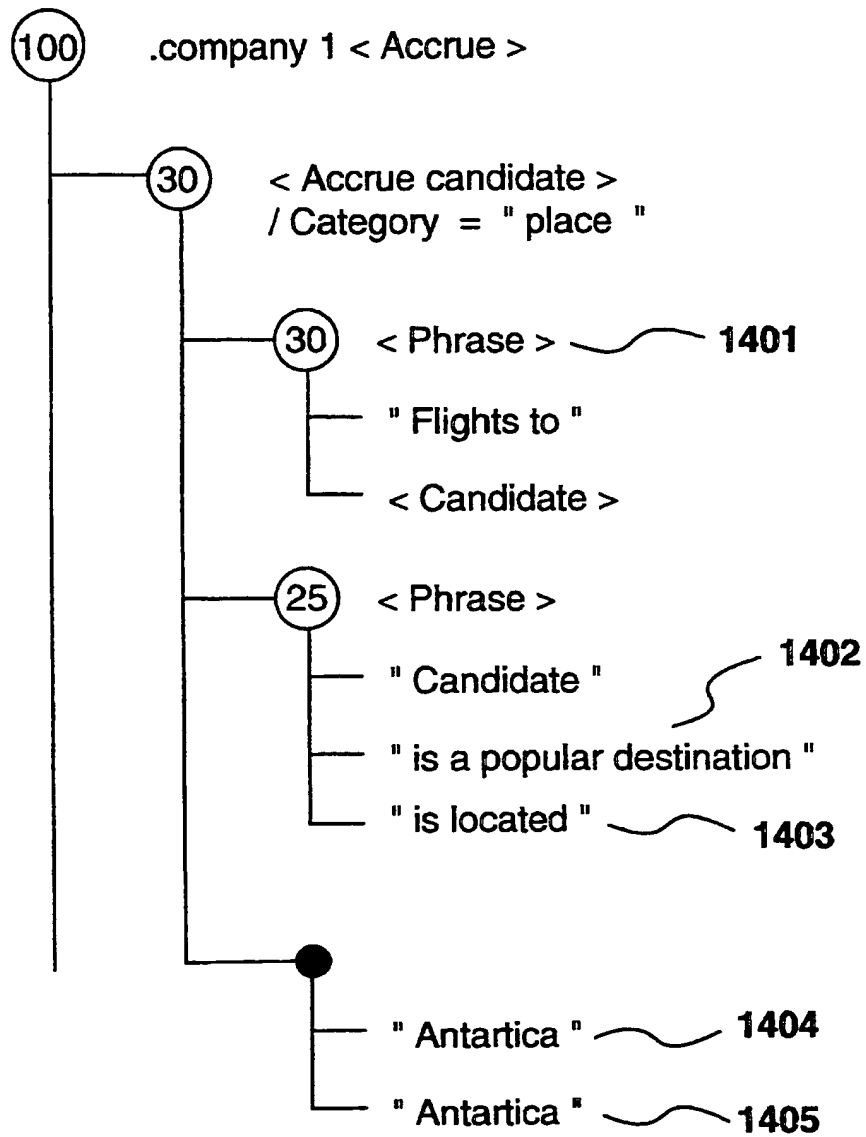 100 .company 1 < Accrue >
30 < Accrue candidate >
/ Category = " place "
30 < Phrase > 1401
" Flights to "
< Candidate >
25 < Phrase >
1402
" Candidate "
" is a popular destination "
" is located " 1403
" Antartica " 1404
" Antartica " 1405